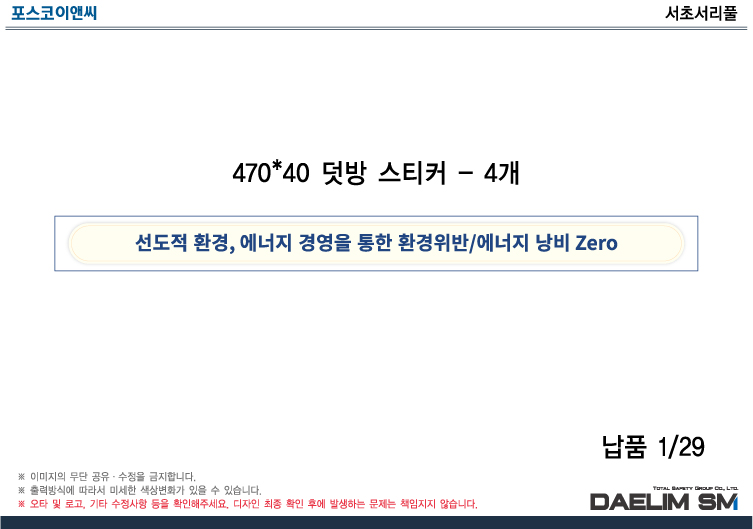 포스코이앤씨
서초서리풀
470*40 덧방 스티커 - 4개
선도적 환경, 에너지 경영을 통한 환경위반/에너지 낭비 Zero
납품 1/29
※ 이미지의 무단 공유·수정을 금지합니다.
※ 출력방식에 따라서 미세한 색상변화가 있을 수 있습니다.
※ 오타 및 로고, 기타 수정사항 등을 확인해주세요. 디자인 최종 확인 후에 발생하는 문제는 책임지지 않습니다.
TOTAL SAFETY GROUP CO., LTD.
DAELIM SM